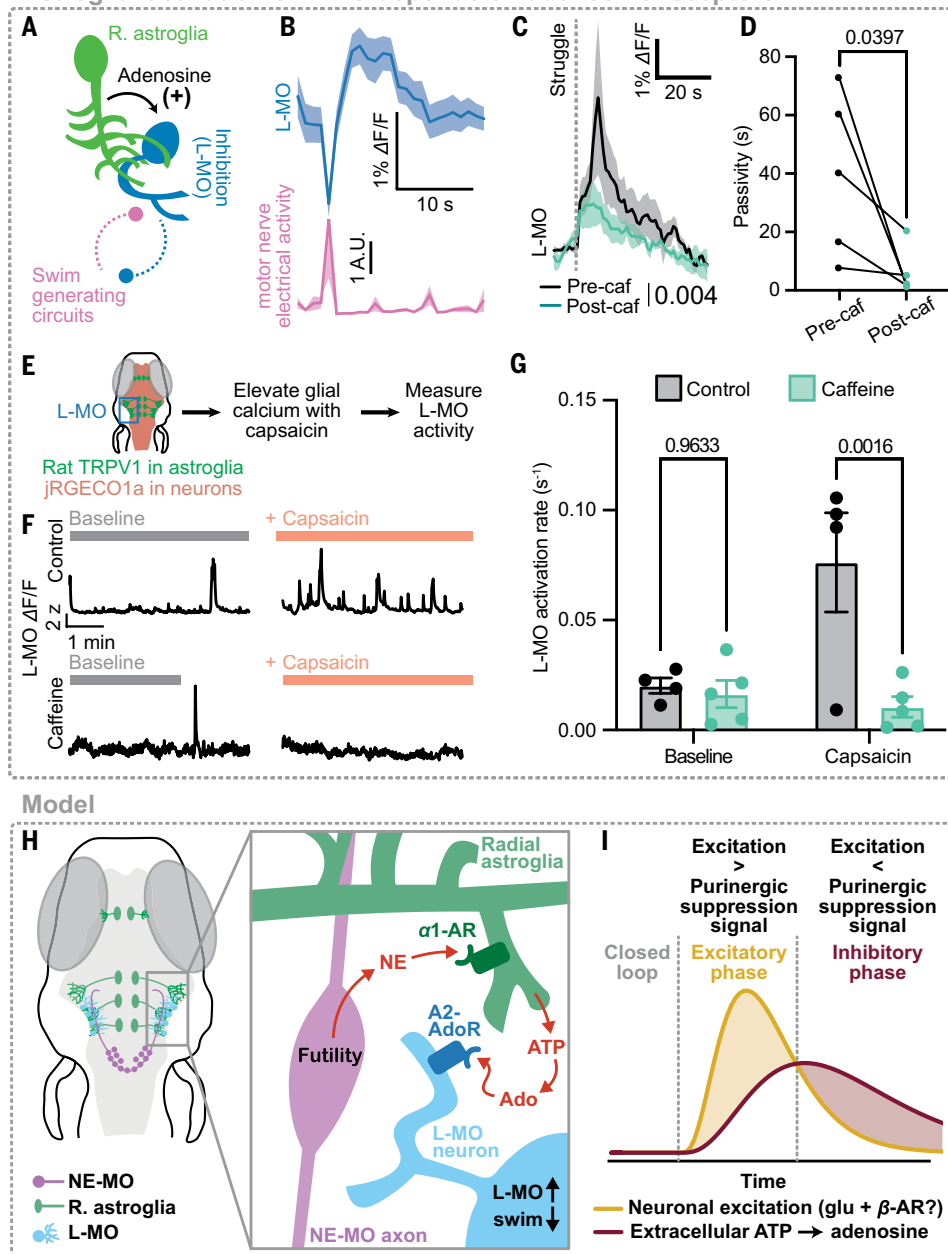 A
R. astroglia
Adenosine
(+)
Inhibition
(L-MO)
Swim
generating
circuits
B
L-MO
1% ΔF/F
10 s
motor nerve
electrical activity
1 A.U.
C
Struggle
1% ΔF/F
20 s
L-MO
Pre-caf
Post-caf
0.004
D
0.0397
Passivity (s)
80
60
40
20
0
Pre-caf
Post-caf
E
L-MO
Rat TRPV1 in astroglia
jRGECO1a in neurons
Elevate glial
calcium with
capsaicin
Measure
L-MO
activity
F
L-MO ΔF/F
Control
Baseline
+ Capsaicin
2 z
1 min
Caffeine
Baseline
+ Capsaicin
G
Control
Caffeine
L-MO activation rate (s⁻¹)
0.15
0.10
0.05
0.00
0.9633
0.0016
Baseline
Capsaicin
Model
H
NE-MO
R. astroglia
L-MO
Radial
astroglia
α1-AR
NE
Futility
A2-
AdoR
ATP
Ado
L-MO
neuron
L-MO
swim
NE-MO axon
I
Excitation
>
Purinergic
suppression
signal
Excitation
<
Purinergic
suppression
signal
Closed
loop
Excitatory
phase
Inhibitory
phase
Time
Neuronal excitation (glu + β-AR?)
Extracellular ATP → adenosine